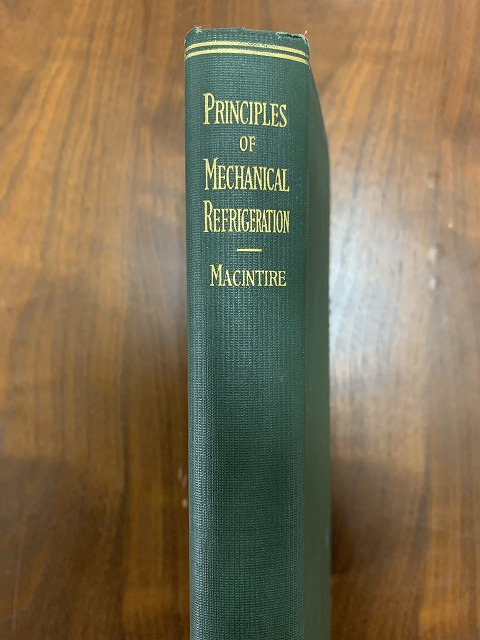 PRINCIPLES
OF
MECHANICAL
REFRIGERATION
MACINTIRE